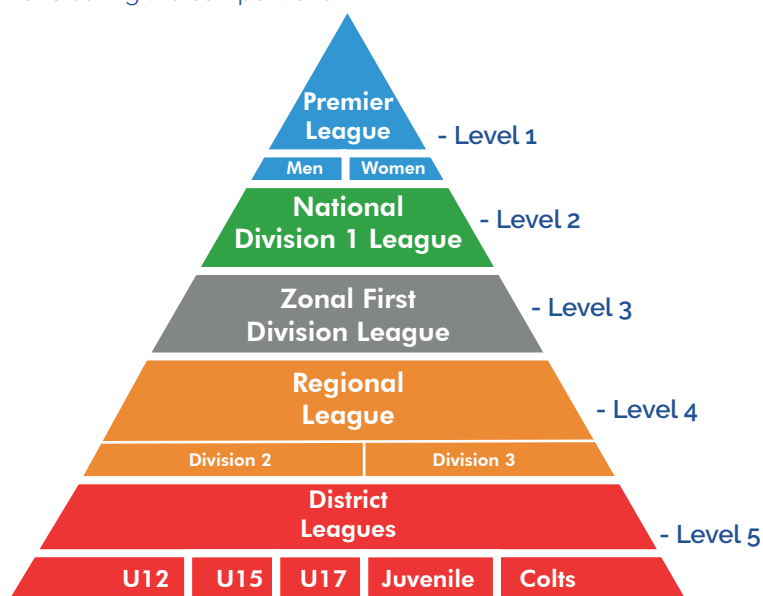 Premier
League
- Level 1
Men Women
National
Division 1 League
- Level 2
Zonal First
Division League
- Level 3
Regional
League
- Level 4
Division 2 Division 3
District
Leagues
- Level 5
U12 U15 U17 Juvenile Colts